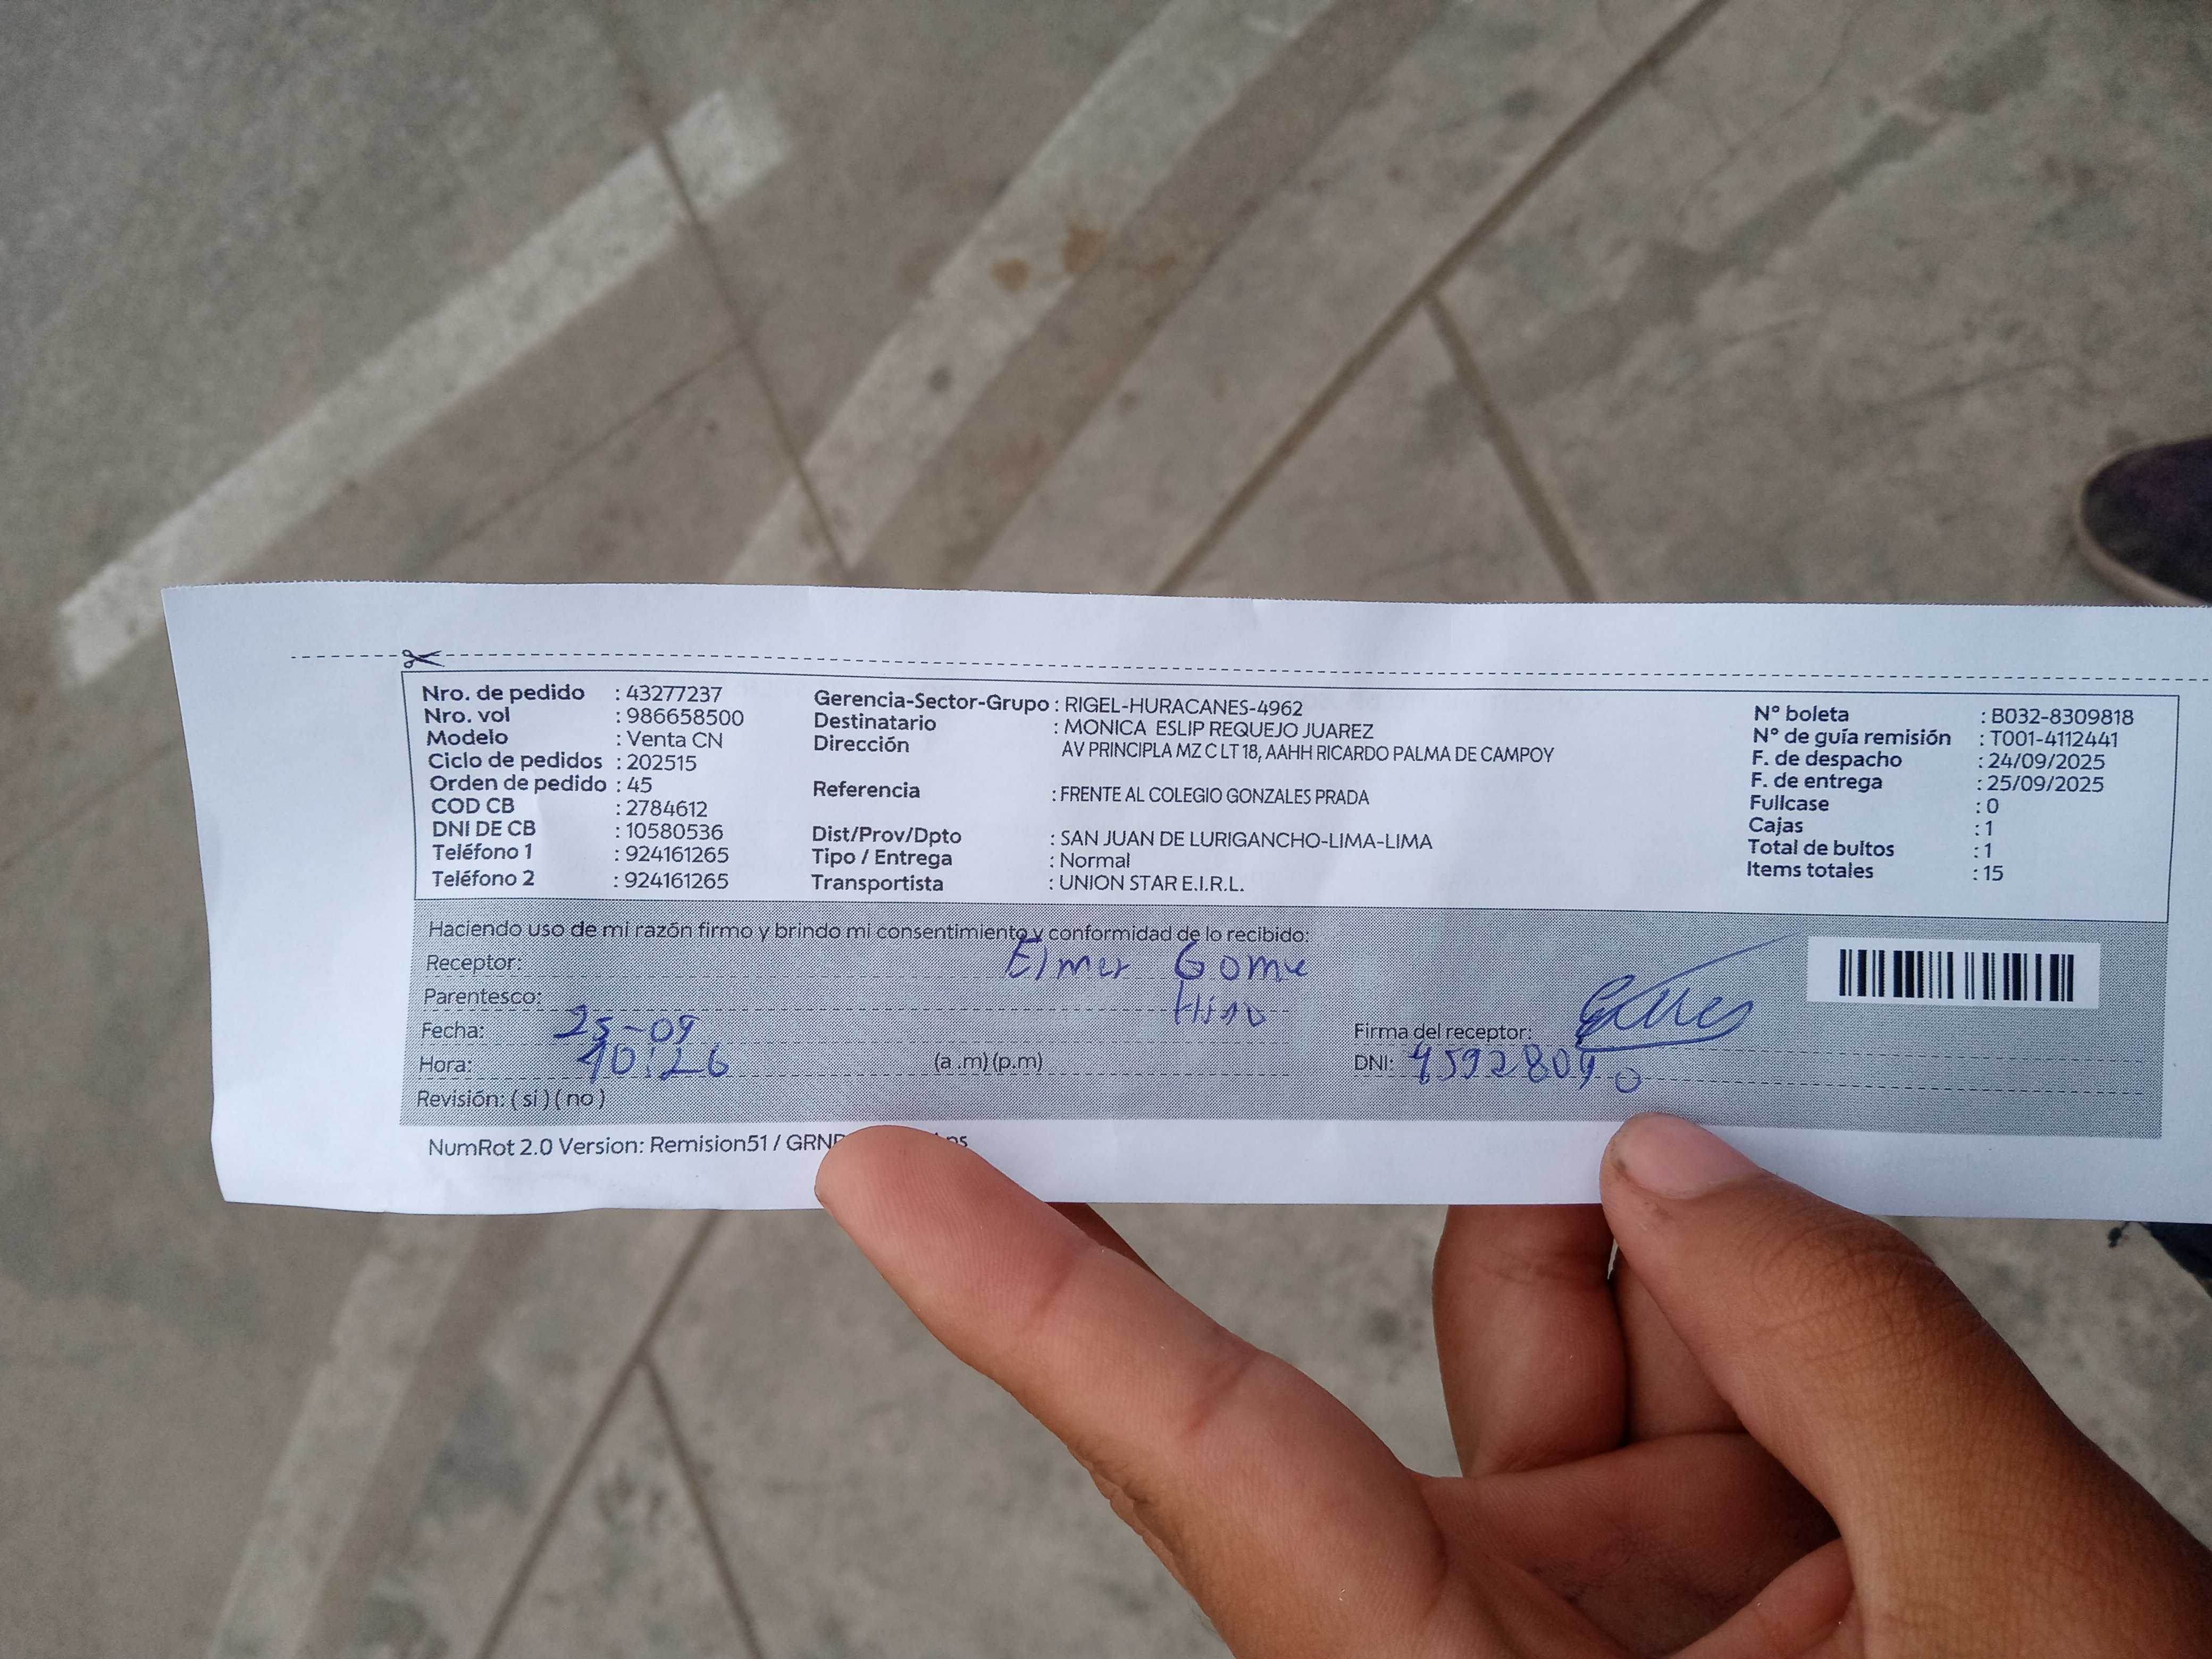 Nro. de pedido : 43277237
Nro. vol : 986658500
Modelo : Venta CN
Ciclo de pedidos : 202515
Orden de pedido : 45
COD CB : 2784612
DNI DE CB : 10580536
Teléfono 1 : 924161265
Teléfono 2 : 924161265
Gerencia-Sector-Grupo : RIGEL-HURACANES-4962
Destinatario : MONICA ESLIP REQUEJO JUAREZ
Dirección AV PRINCIPLA MZ C LT 18, AAHH RICARDO PALMA DE CAMPOY
Referencia : FRENTE AL COLEGIO GONZALES PRADA
Dist/Prov/Dpto : SAN JUAN DE LURIGANCHO-LIMA-LIMA
Tipo / Entrega : Normal
Transportista : UNION STAR E.I.R.L.
N° boleta : B032-8309818
N° de guía remisión : T001-4112441
F. de despacho : 24/09/2025
F. de entrega : 25/09/2025
Fullcase : 0
Cajas : 1
Total de bultos : 1
Items totales : 15
Haciendo uso de mi razón firmo y brindo mi consentimiento y conformidad de lo recibido:
Receptor: Elmer Gome
Parentesco: Hijo
Fecha: 25-09
Hora: 10:26 (a .m) (p.m)
Revisión: ( si ) ( no )
Firma del receptor:
DNI:
NumRot 2.0 Version: Remision51 /